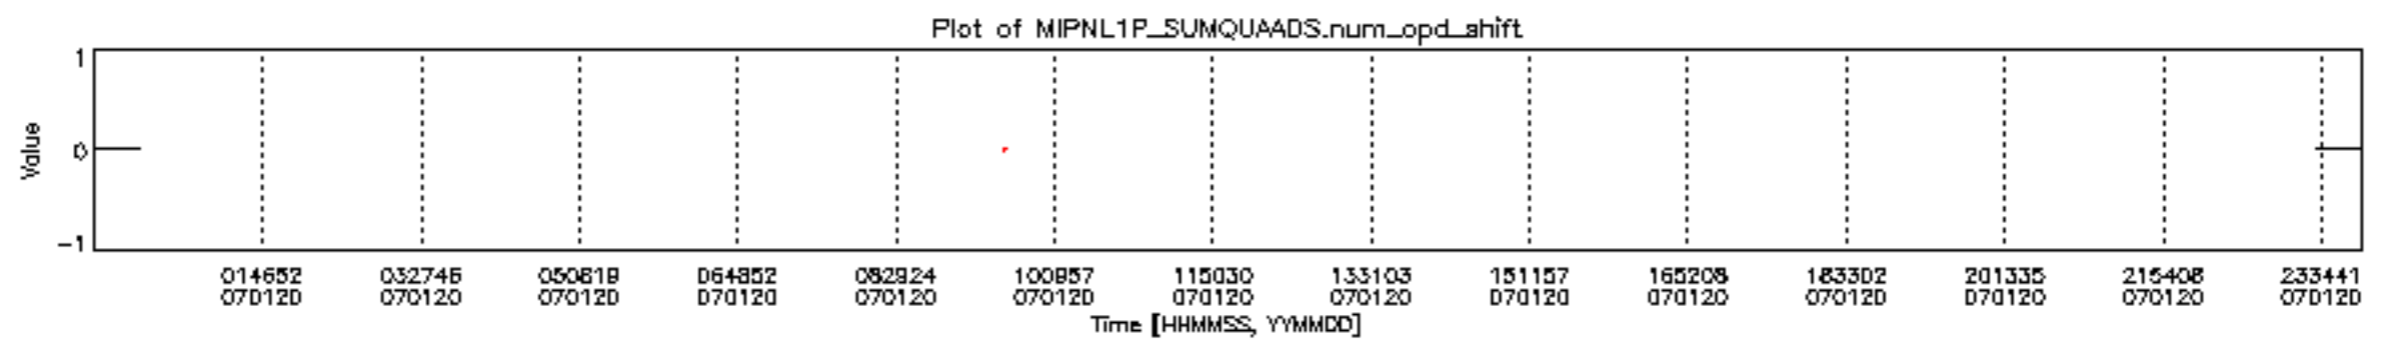 Plot of MIPNL1P_SUMQUAADS.num_opd_shift
1
Value
0
-1
014652 032746 050819 064852 082924 100957 115030 133103 151157 165208 183302 201335 215408 233441
070120 070120 070120 070120 070120 070120 070120 070120 070120 070120 070120 070120 070120 070120
Time [HHMMSS, YYMMDD]